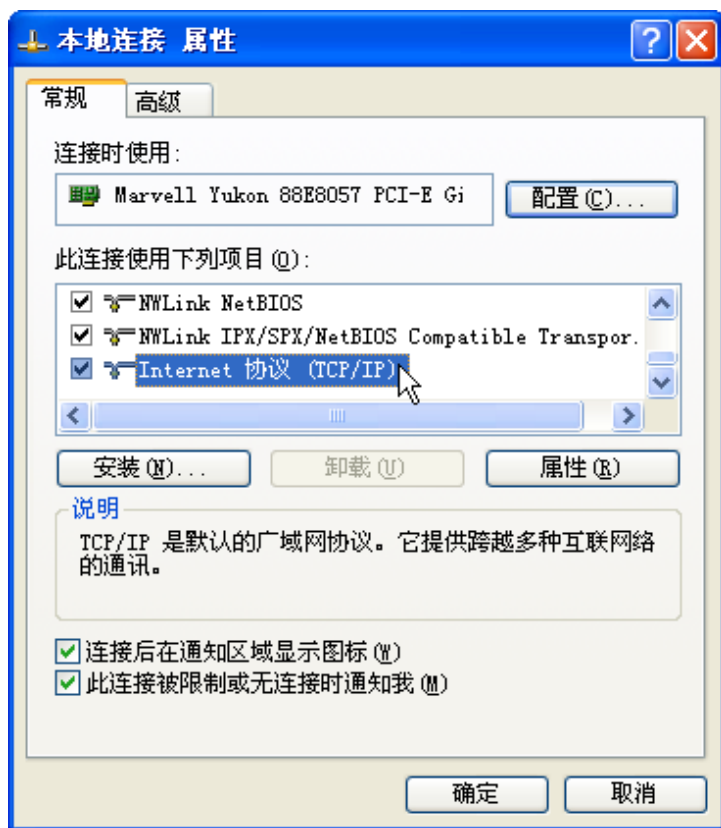 本地连接 属性
常规
高级
连接时使用:
Marvell Yukon 88E8057 PCI-E Gi
配置(C)...
此连接使用下列项目(O):
NWLink NetBIOS
NWLink IPX/SPX/NetBIOS Compatible Transpor.
Internet 协议 (TCP/IP)
安装(N)...
卸载(U)
属性(R)
说明
TCP/IP 是默认的广域网协议。它提供跨越多种互联网络
的通讯。
连接后在通知区域显示图标(W)
此连接被限制或无连接时通知我(M)
确定
取消